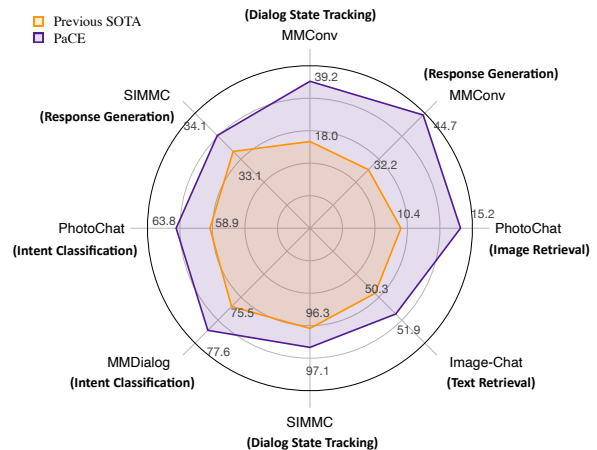 (Dialog State Tracking)
Previous SOTA
PaCE
MMConv
39.2
(Response Generation)
SIMMC
MMConv
(Response Generation)
34.1
44.7
18.0
33.1
32.2
63.8
58.9
10.4
15.2
PhotoChat
PhotoChat
(Intent Classification)
(Image Retrieval)
50.3
75.5
96.3
51.9
77.6
MMDialog
Image-Chat
97.1
(Intent Classification)
(Text Retrieval)
SIMMC
(Dialog State Tracking)